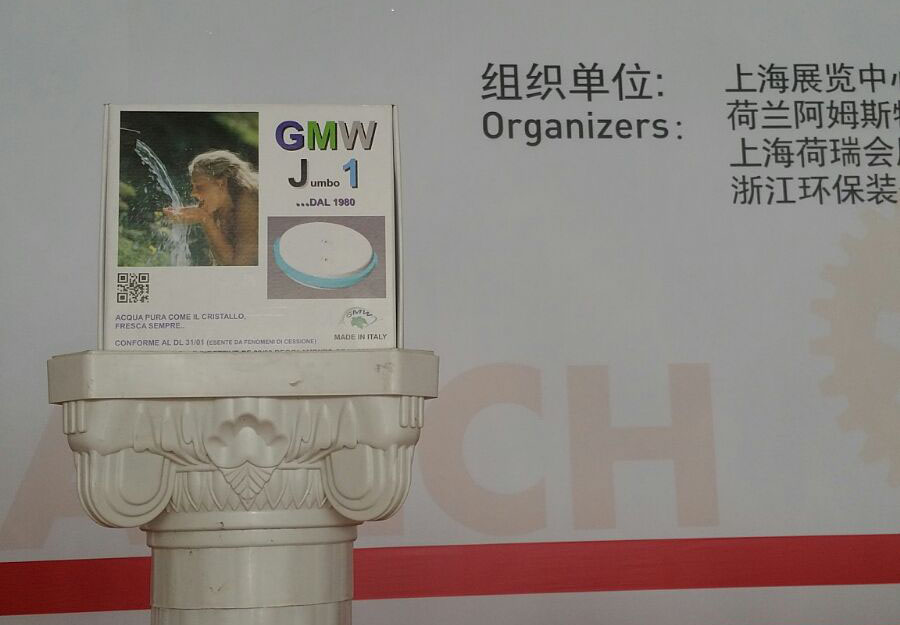 GMW
Jumbo 1
...DAL 1980
ACQUA PURA COME IL CRISTALLO,
FRESCA SEMPRE..
CONFORME AL DL 31/01 (ESENTE DA FENOMENI DI CESSIONE)
GMW
MADE IN ITALY
组织单位:
Organizers:
上海展览中
荷兰阿姆斯
上海荷瑞会
浙江环保装
CH